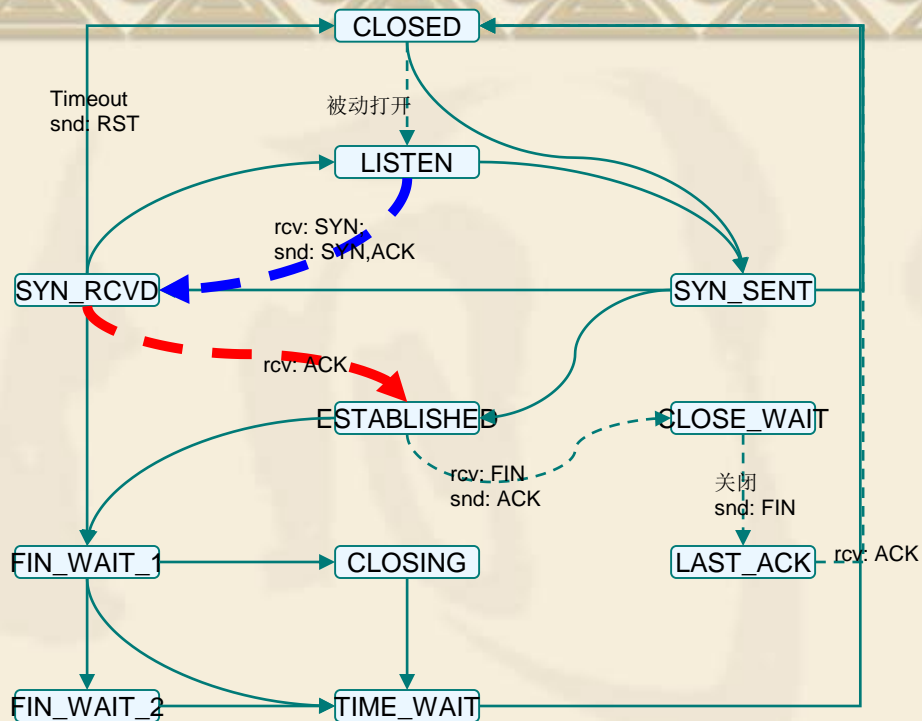 CLOSED
Timeout
snd: RST
被动打开
LISTEN
rcv: SYN;
snd: SYN,ACK
SYN_RCVD
SYN_SENT
rcv: ACK
ESTABLISHED
CLOSE_WAIT
rcv: FIN
snd: ACK
关闭
snd: FIN
FIN_WAIT_1
CLOSING
LAST_ACK
rcv: ACK
FIN_WAIT_2
TIME_WAIT